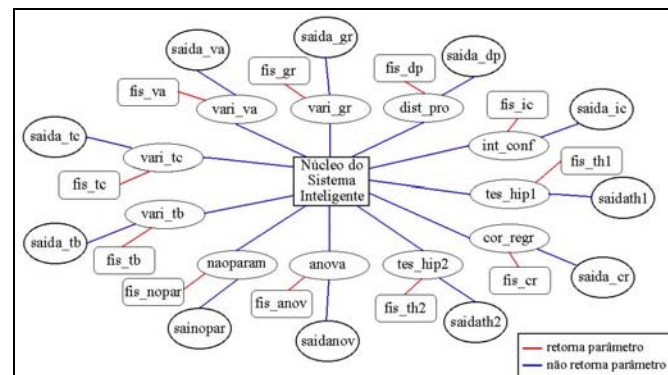 saida_gr
saida_va
saida_dp
fis_gr
fis_dp
fis_va
vari_va
vari_gr
dist_pro
fis_ic
saida_ic
saida_tc
vari_tc
int_conf
fis_th1
fis_tc
Núcleo do
Sistema
Inteligente
tes_hip1
saidath1
vari_tb
saida_tb
fis_tb
cor_regr
saida_cr
naoparam
anova
tes_hip2
fis_cr
fis_nopar
fis_anov
fis_th2
sainopar
saidanov
saidath2
retorna parâmetro
não retorna parâmetro